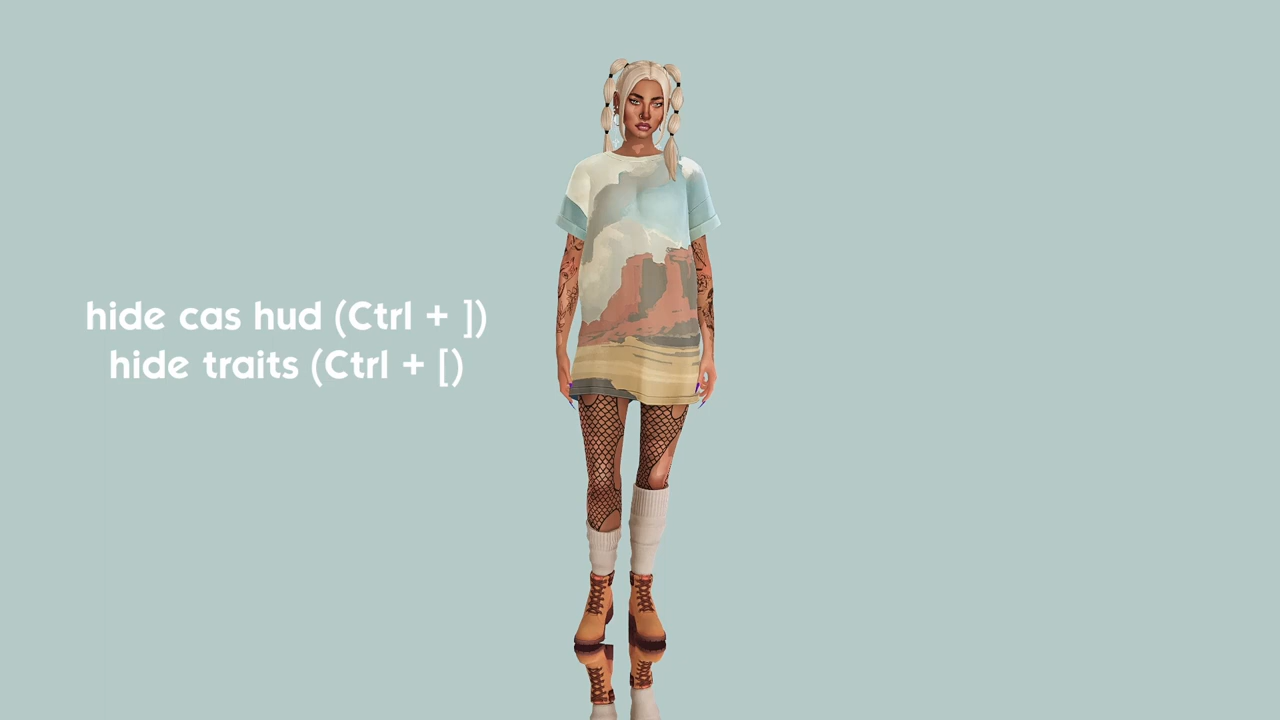 hide cas hud (Ctrl + ])
hide traits (Ctrl + [)